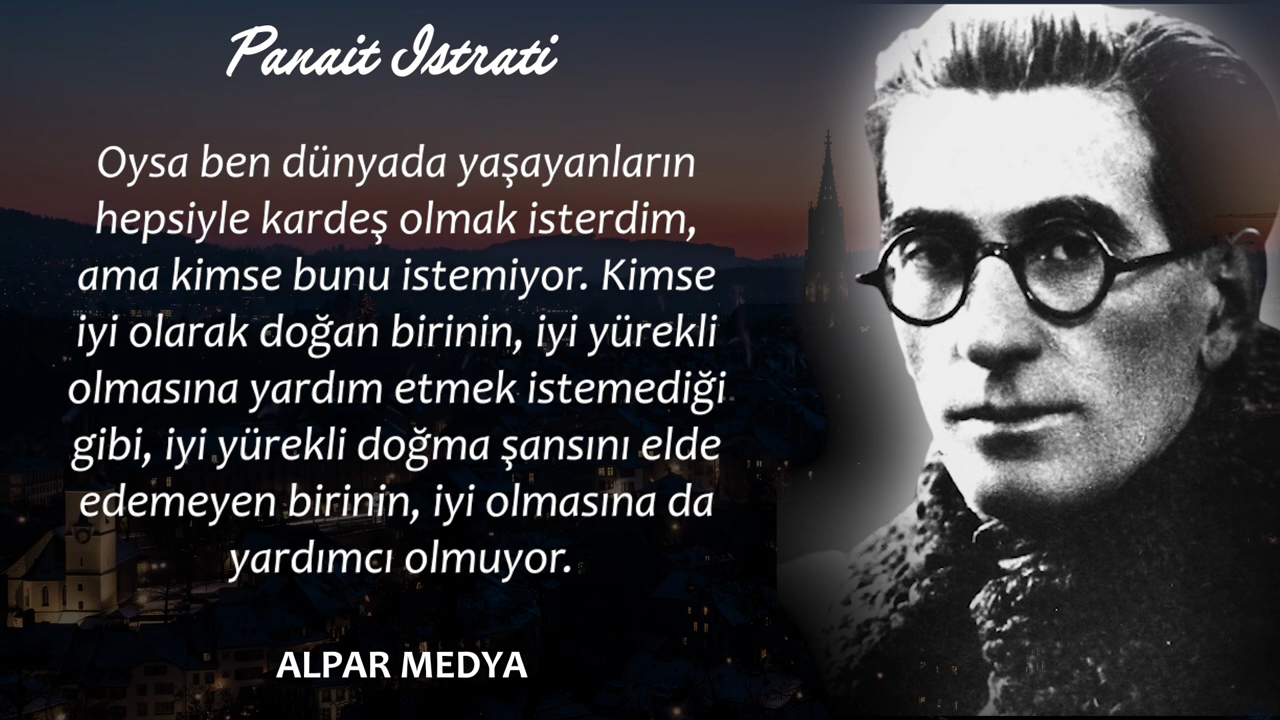 Panait Istrati
Oysa ben dünyada yaşayanların
hepsiyle kardeş olmak isterdim,
ama kimse bunu istemiyor. Kimse
iyi olarak doğan birinin, iyi yürekli
olmasına yardım etmek istemediği
gibi, iyi yürekli doğma şansını elde
edemeyen birinin, iyi olmasına da
yardımcı olmuyor.
ALPAR MEDYA